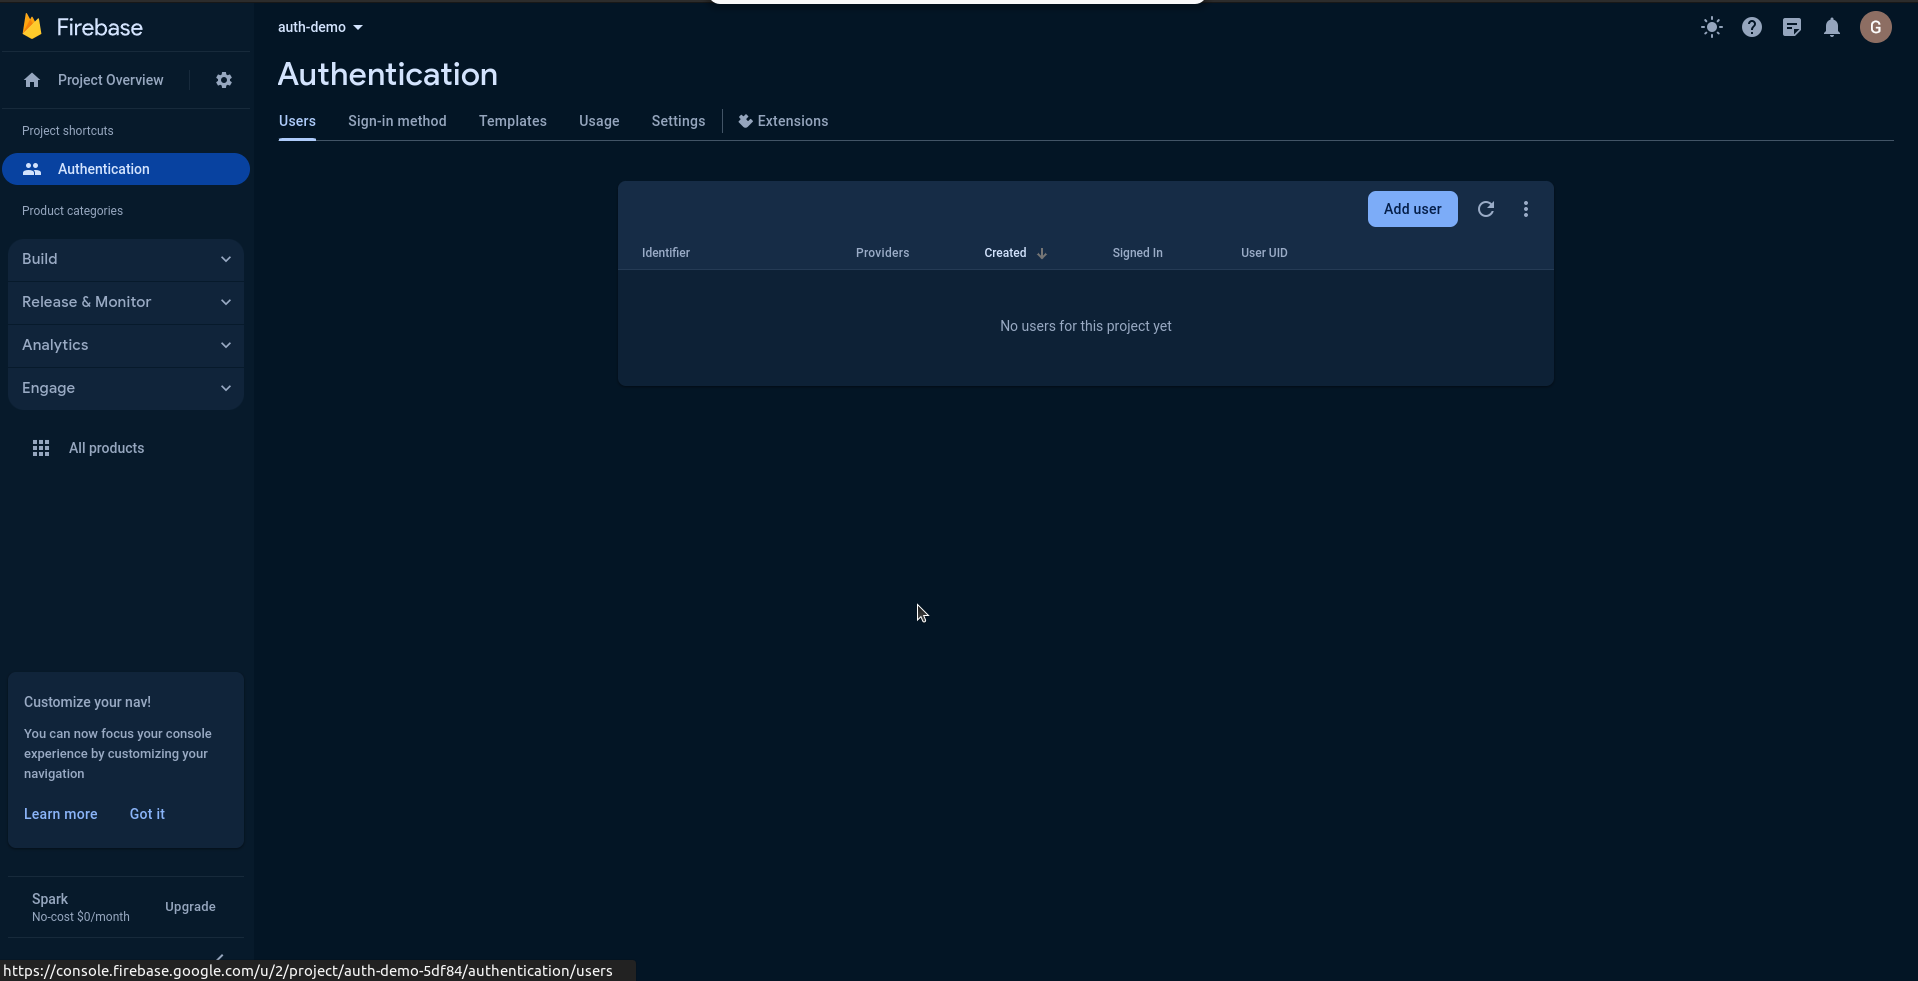 Firebase
auth-demo
G
Project Overview
Authentication
Users Sign-in method Templates Usage Settings Extensions
Project shortcuts
Authentication
Product categories
Build
Release & Monitor
Analytics
Engage
All products
Add user
Identifier Providers Created Signed In User UID
No users for this project yet
Customize your nav!
You can now focus your console
experience by customizing your
navigation
Learn more Got it
Spark
No-cost $0/month
Upgrade
https://console.firebase.google.com/u/2/project/auth-demo-5df84/authentication/users